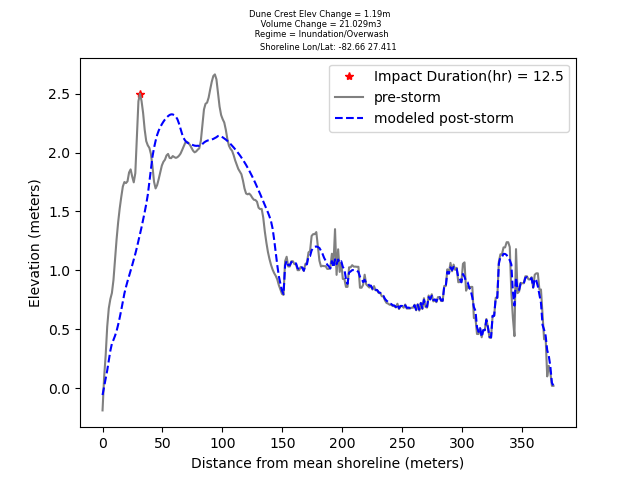 Dune Crest Elev Change = 1.19m
Volume Change = 21.029m3
Regime = Inundation/Overwash
Shoreline Lon/Lat: -82.66 27.411
Impact Duration(hr) = 12.5
pre-storm
modeled post-storm
Elevation (meters)
2.5
2.0
1.5
1.0
0.5
0.0
0 50 100 150 200 250 300 350
Distance from mean shoreline (meters)